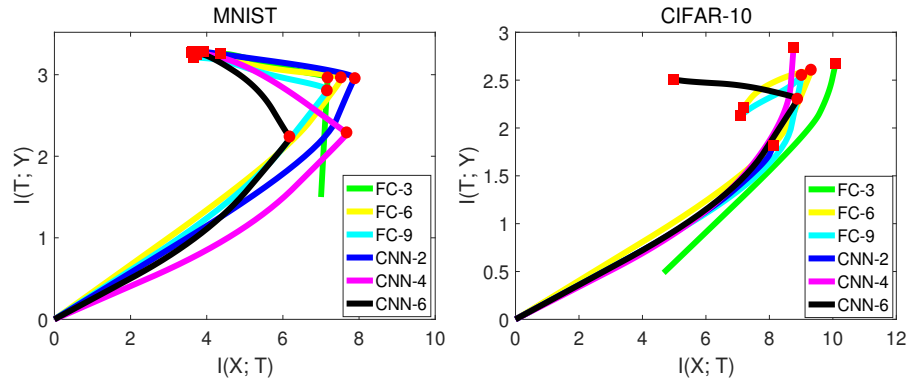 MNIST
I(T; Y)
3
2
1
0
0
2
4
6
8
10
I(X; T)
FC-3
FC-6
FC-9
CNN-2
CNN-4
CNN-6
CIFAR-10
I(T; Y)
3
2.5
2
1.5
1
0.5
0
0
2
4
6
8
10
12
I(X; T)
FC-3
FC-6
FC-9
CNN-2
CNN-4
CNN-6